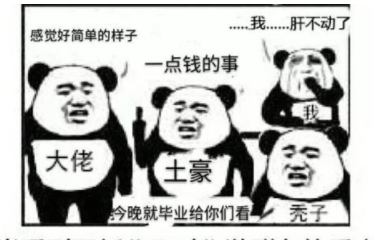 .....我......肝不动了
感觉好简单的样子
一点钱的事
我
大佬
土豪
今晚就毕业给你们看
秃子